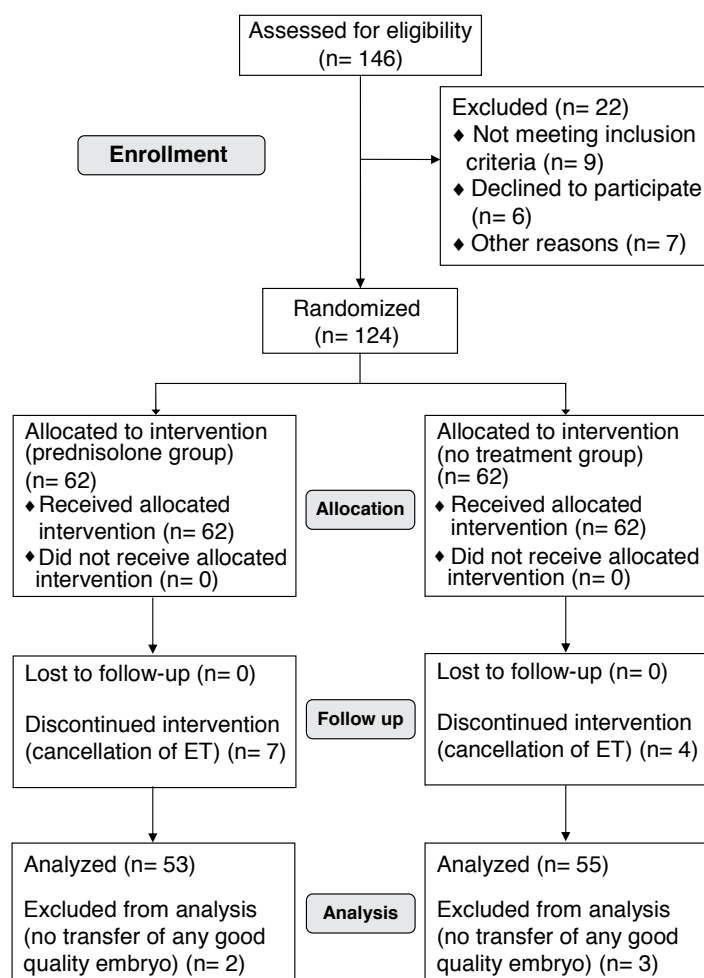 Assessed for eligibility
(n= 146)
Excluded (n= 22)
♦ Not meeting inclusion
criteria (n= 9)
♦ Declined to participate
(n= 6)
♦ Other reasons (n= 7)
Enrollment
Randomized
(n= 124)
Allocated to intervention
(prednisolone group)
(n= 62)
♦ Received allocated
intervention (n= 62)
♦ Did not receive allocated
intervention (n= 0)
Allocation
Allocated to intervention
(no treatment group)
(n= 62)
♦ Received allocated
intervention (n= 62)
♦ Did not receive allocated
intervention (n= 0)
Lost to follow-up (n= 0)
Discontinued intervention
(cancellation of ET) (n= 7)
Follow up
Lost to follow-up (n= 0)
Discontinued intervention
(cancellation of ET) (n= 4)
Analyzed (n= 53)
Excluded from analysis
(no transfer of any good
quality embryo) (n= 2)
Analysis
Analyzed (n= 55)
Excluded from analysis
(no transfer of any good
quality embryo) (n= 3)